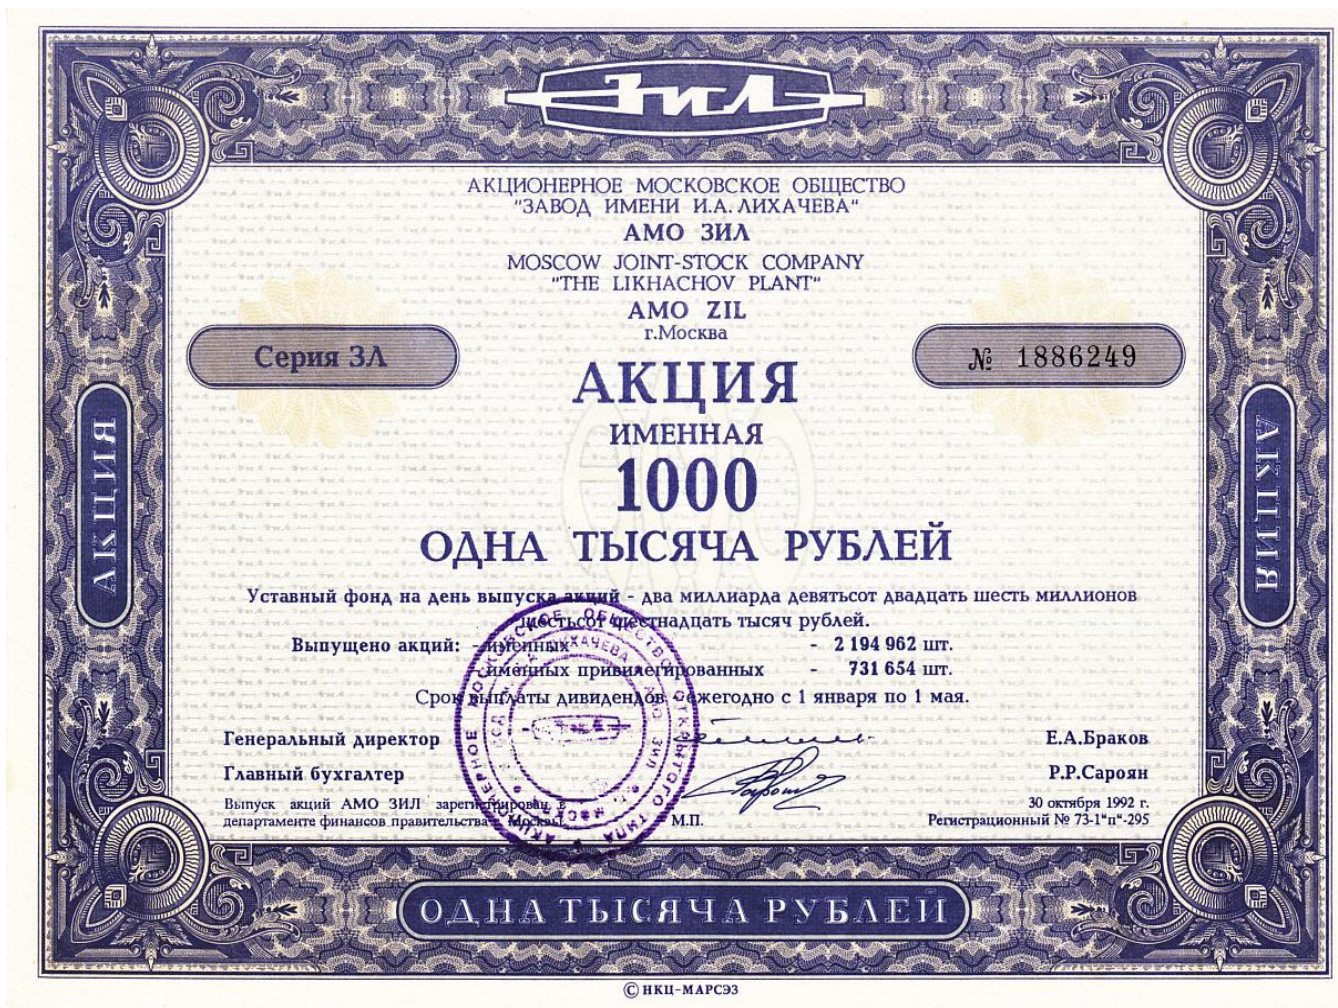 ЗиЛ
АКЦИОНЕРНОЕ МОСКОВСКОЕ ОБЩЕСТВО
"ЗАВОД ИМЕНИ И.А.ЛИХАЧЕВА"
АМО ЗИЛ
MOSCOW JOINT-STOCK COMPANY
"THE LIKHACHOV PLANT"
AMO ZIL
г.Москва
Серия ЗЛ
№ 1886249
АКЦИЯ
ИМЕННАЯ
1000
ОДНА ТЫСЯЧА РУБЛЕЙ
АКЦИЯ
АКЦИЯ
Уставный фонд на день выпуска акций - два миллиарда девятьсот двадцать шесть миллионов
шестьсот шестнадцать тысяч рублей.
Выпущено акций: - именных - 2 194 962 шт.
- именных привилегированных - 731 654 шт.
Срок выплаты дивидендов - ежегодно с 1 января по 1 мая.
Генеральный директор Е.А.Браков
Главный бухгалтер Р.Р.Сароян
Выпуск акций АМО ЗИЛ зарегистрирован в 30 октября 1992 г.
департаменте финансов правительства г. Москвы М.П. Регистрационный № 73-1"п"-295
АКЦИОНЕРНОЕ МОСКОВСКОЕ ОБЩЕСТВО ОТКРЫТОГО ТИПА
ОДНА ТЫСЯЧА РУБЛЕЙ
© НКЦ-МАРСЭЗ